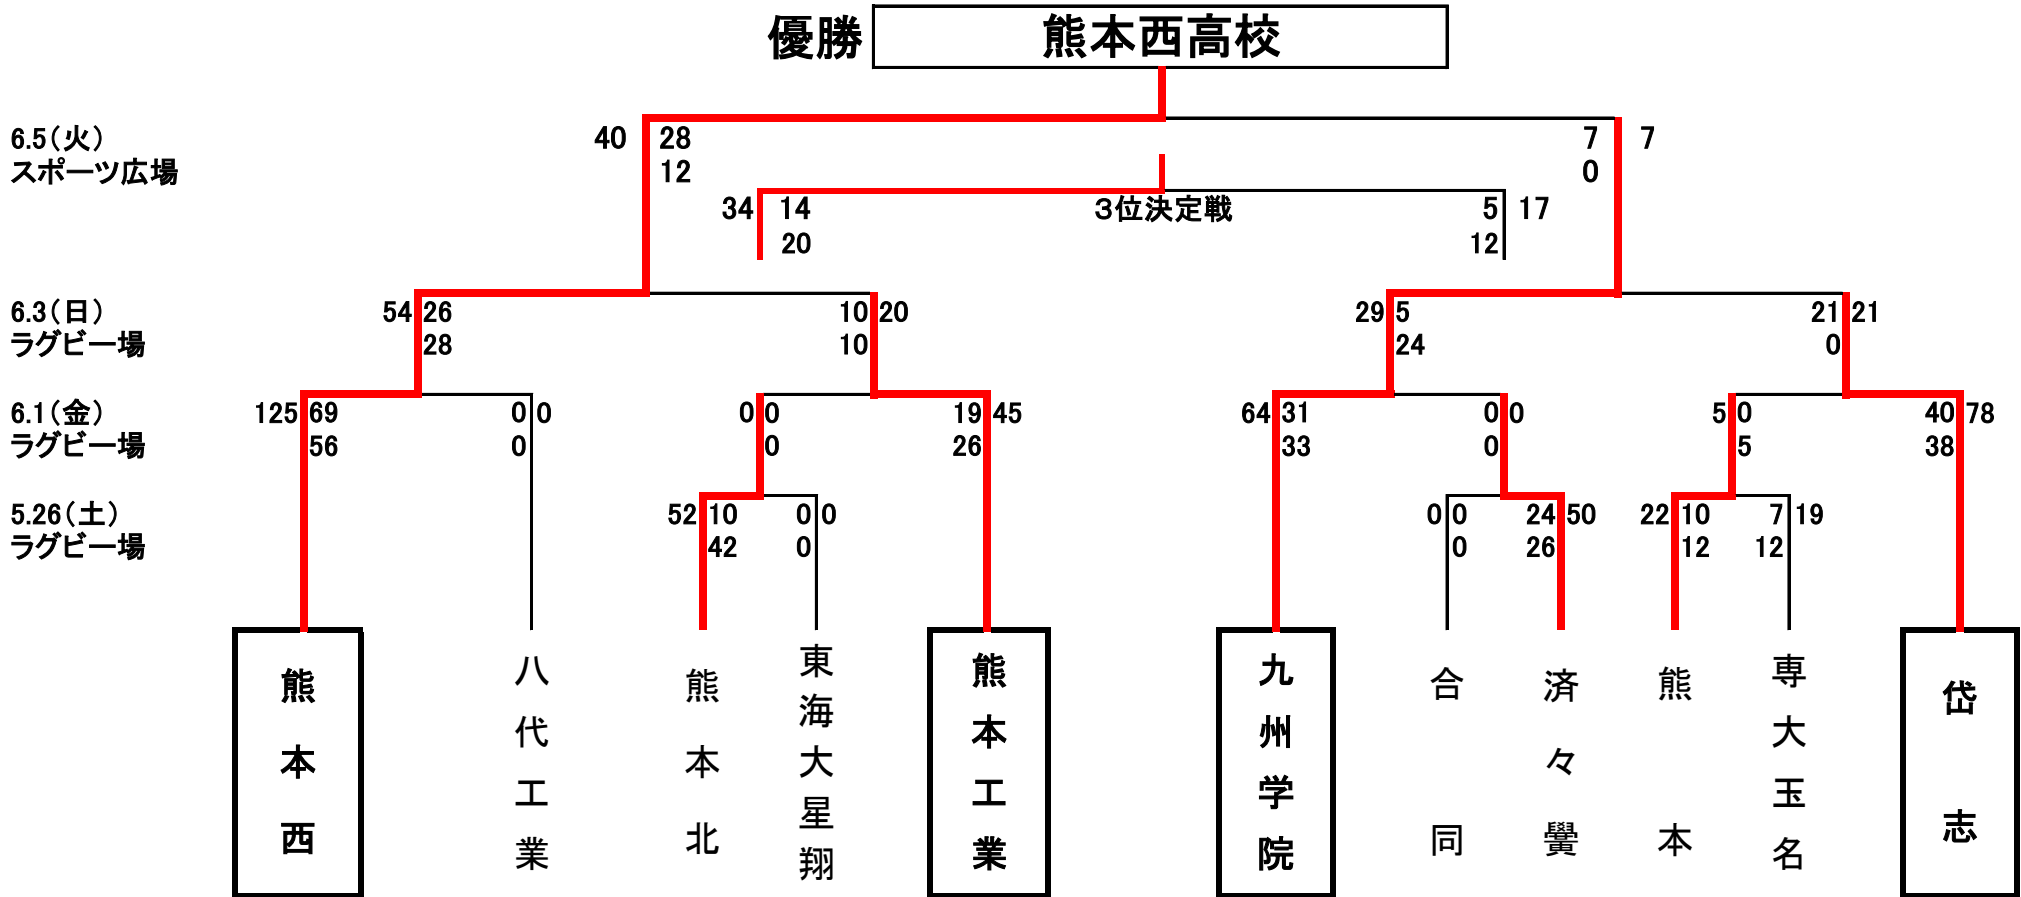 優勝 熊本西高校
6.5（火） 40 28 7 7
スポーツ広場 12 0
34 14 ３位決定戦 5 17
20 12
6.3（日） 54 26 10 20 29 5 21 21
ラグビー場 28 10 24 0
6.1（金） 125 69 0 0 0 0 19 45 64 31 0 0 5 0 40 78
ラグビー場 56 0 0 26 33 0 5 38
5.26（土） 52 10 0 0 0 0 24 50 22 10 7 19
ラグビー場 42 0 0 26 12 12
熊本西
八代工業
熊本北
東海大星翔
熊本工業
九州学院
合同
済々黌
熊本
専大玉名
岱志